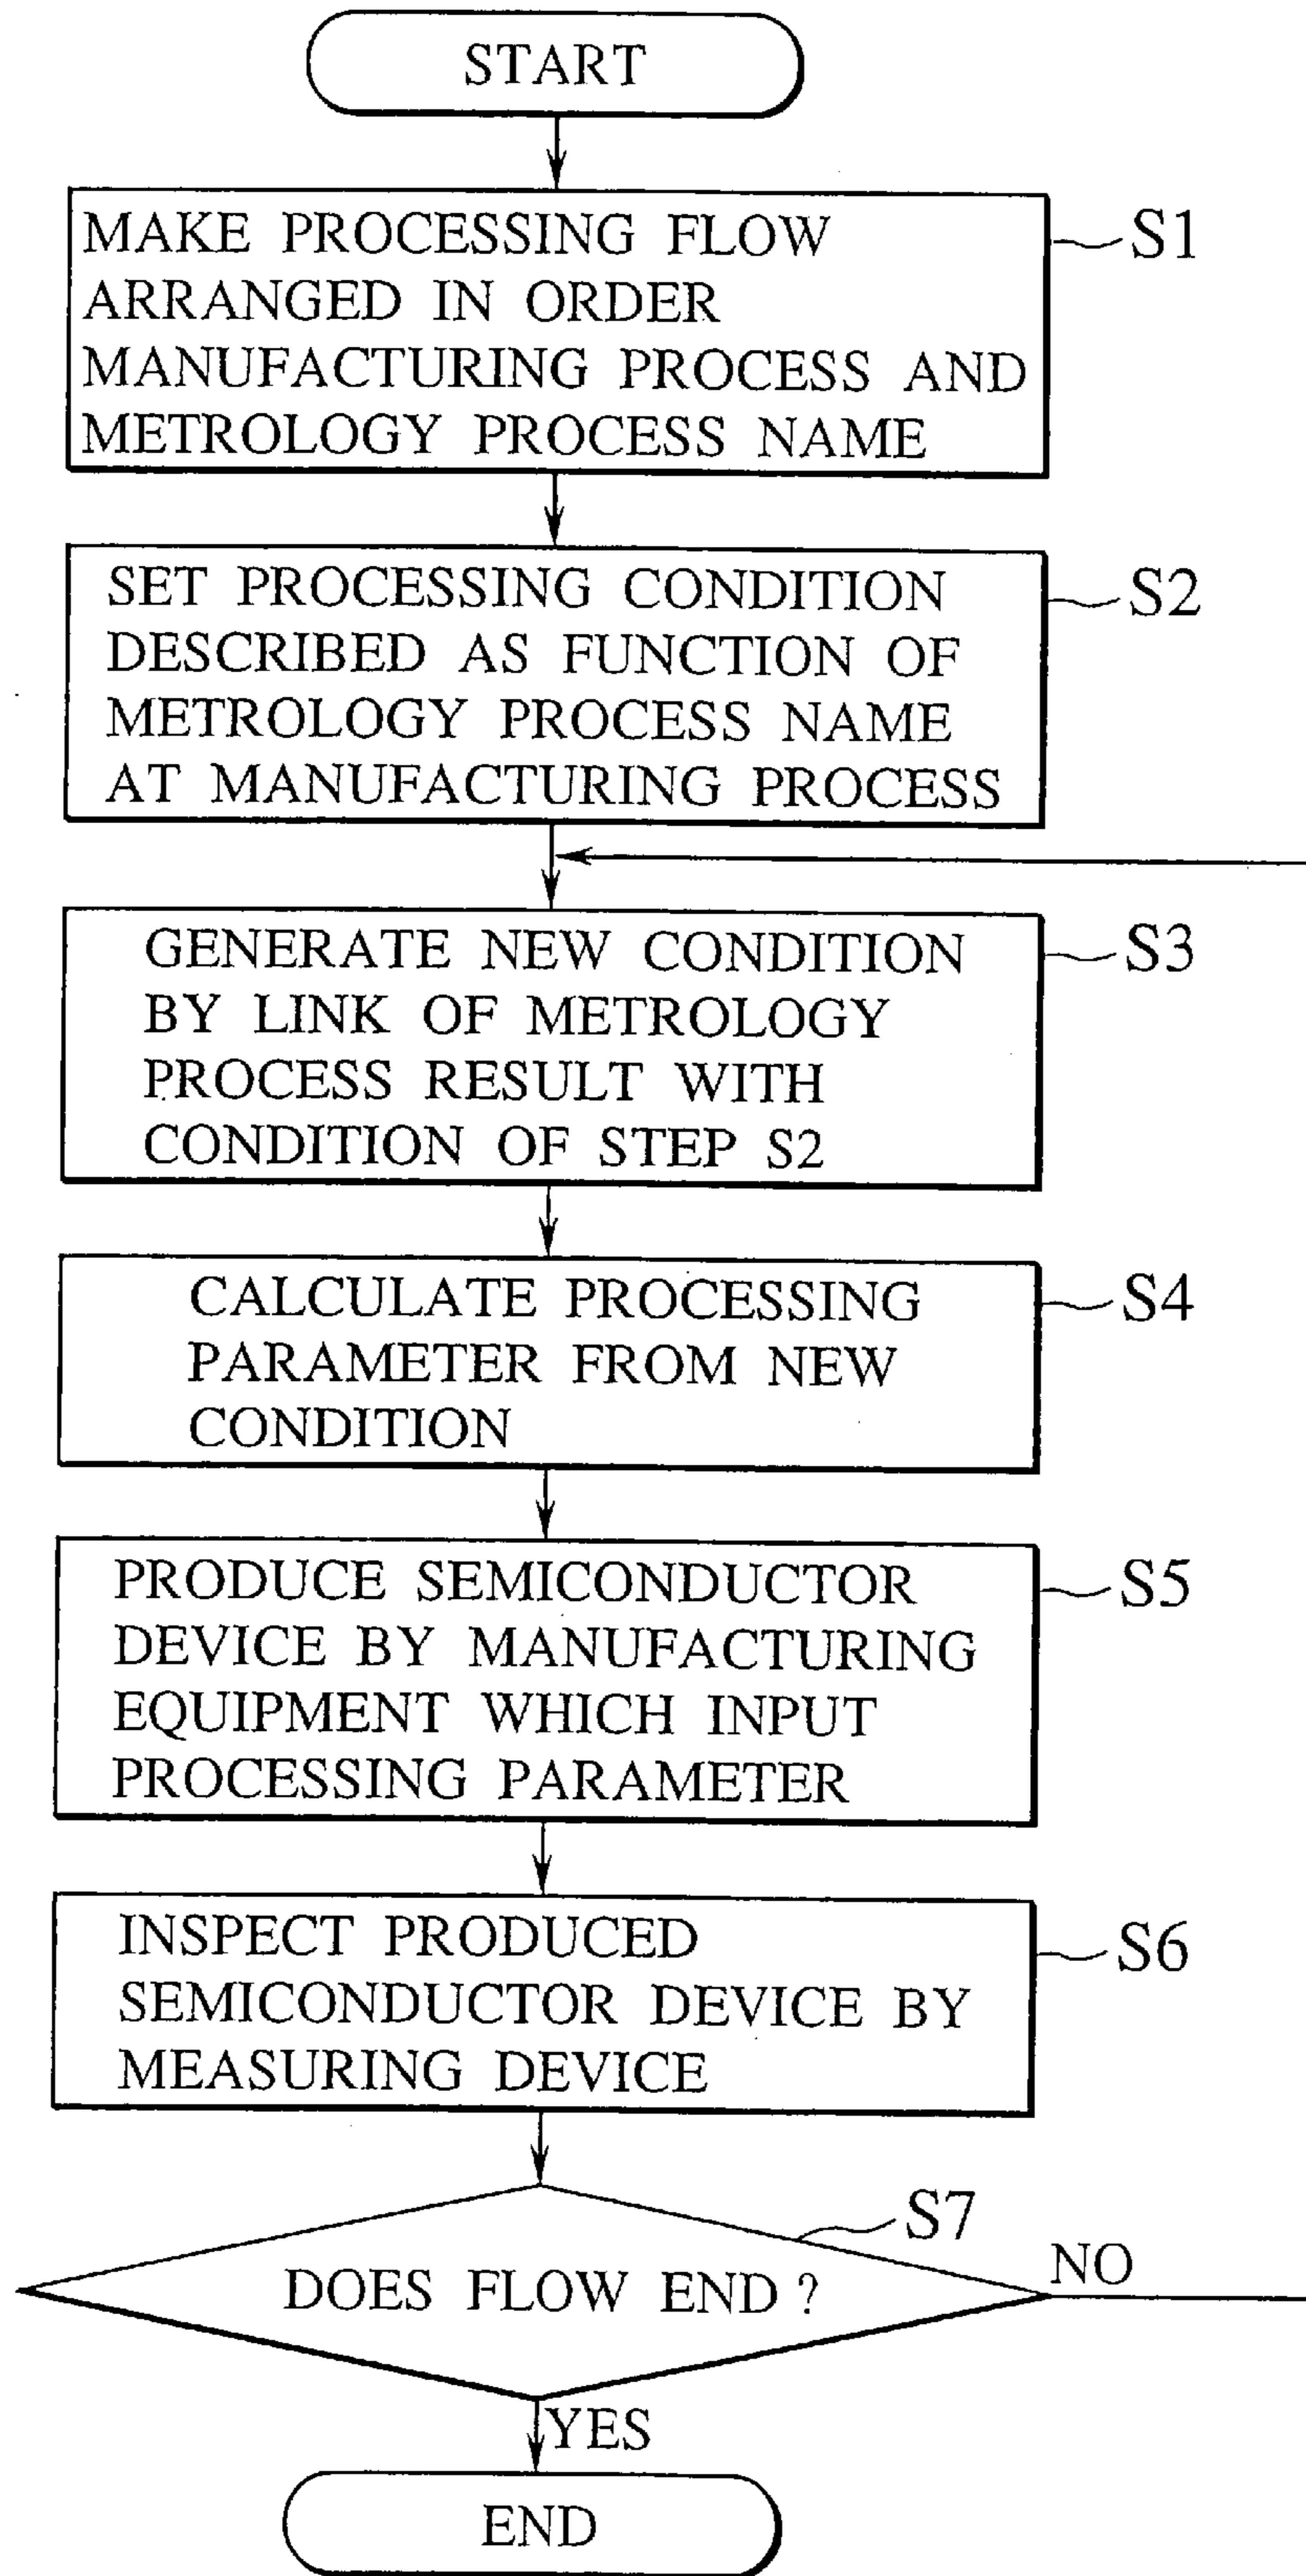 START
MAKE PROCESSING FLOW
ARRANGED IN ORDER
MANUFACTURING PROCESS AND
METROLOGY PROCESS NAME
S1
SET PROCESSING CONDITION
DESCRIBED AS FUNCTION OF
METROLOGY PROCESS NAME
AT MANUFACTURING PROCESS
S2
GENERATE NEW CONDITION
BY LINK OF METROLOGY
PROCESS RESULT WITH
CONDITION OF STEP S2
S3
CALCULATE PROCESSING
PARAMETER FROM NEW
CONDITION
S4
PRODUCE SEMICONDUCTOR
DEVICE BY MANUFACTURING
EQUIPMENT WHICH INPUT
PROCESSING PARAMETER
S5
INSPECT PRODUCED
SEMICONDUCTOR DEVICE BY
MEASURING DEVICE
S6
S7
DOES FLOW END ?
NO
YES
END